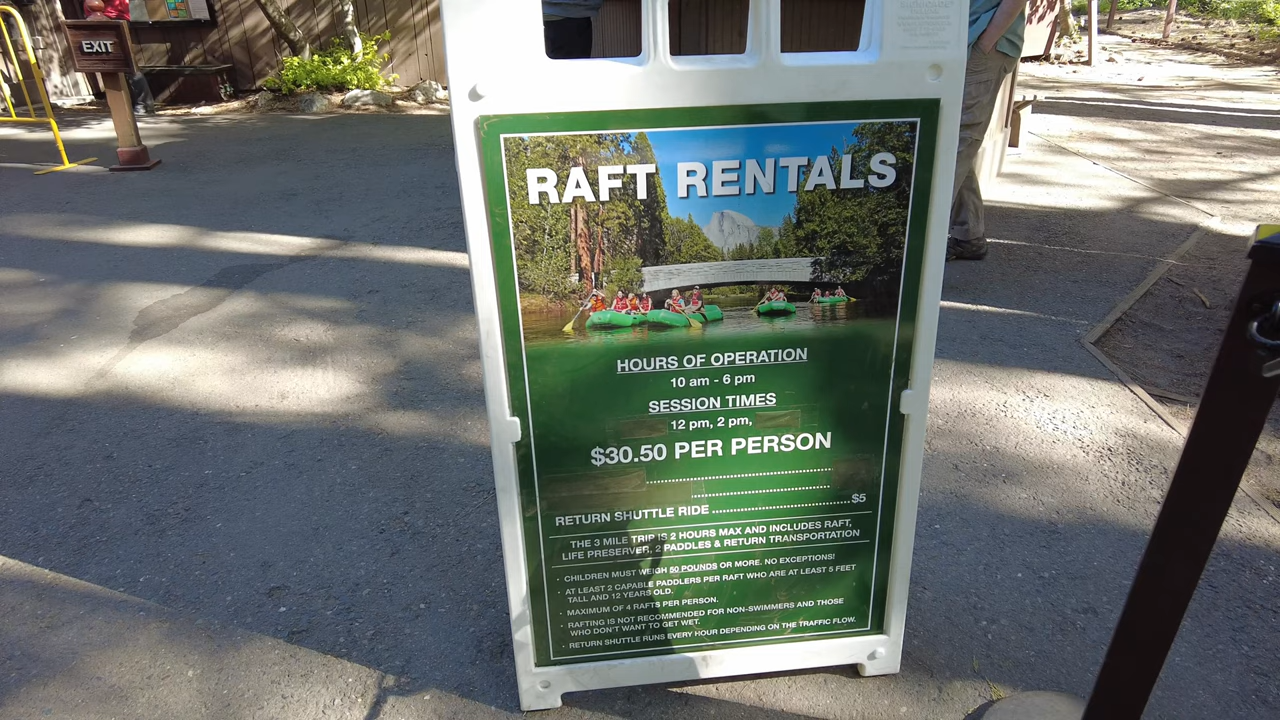 EXIT
RAFT RENTALS
HOURS OF OPERATION
10 am - 6 pm
SESSION TIMES
12 pm, 2 pm,
$30.50 PER PERSON
RETURN SHUTTLE RIDE ........................ $5
THE 3 MILE TRIP IS 2 HOURS MAX AND INCLUDES RAFT,
LIFE PRESERVER, 2 PADDLES & RETURN TRANSPORTATION
· CHILDREN MUST WEIGH 50 POUNDS OR MORE. NO EXCEPTIONS!
· AT LEAST 2 CAPABLE PADDLERS PER RAFT WHO ARE AT LEAST 5 FEET
TALL AND 12 YEARS OLD.
· MAXIMUM OF 4 RAFTS PER PERSON.
· RAFTING IS NOT RECOMMENDED FOR NON-SWIMMERS AND THOSE
WHO DON'T WANT TO GET WET.
· RETURN SHUTTLE RUNS EVERY HOUR DEPENDING ON THE TRAFFIC FLOW.